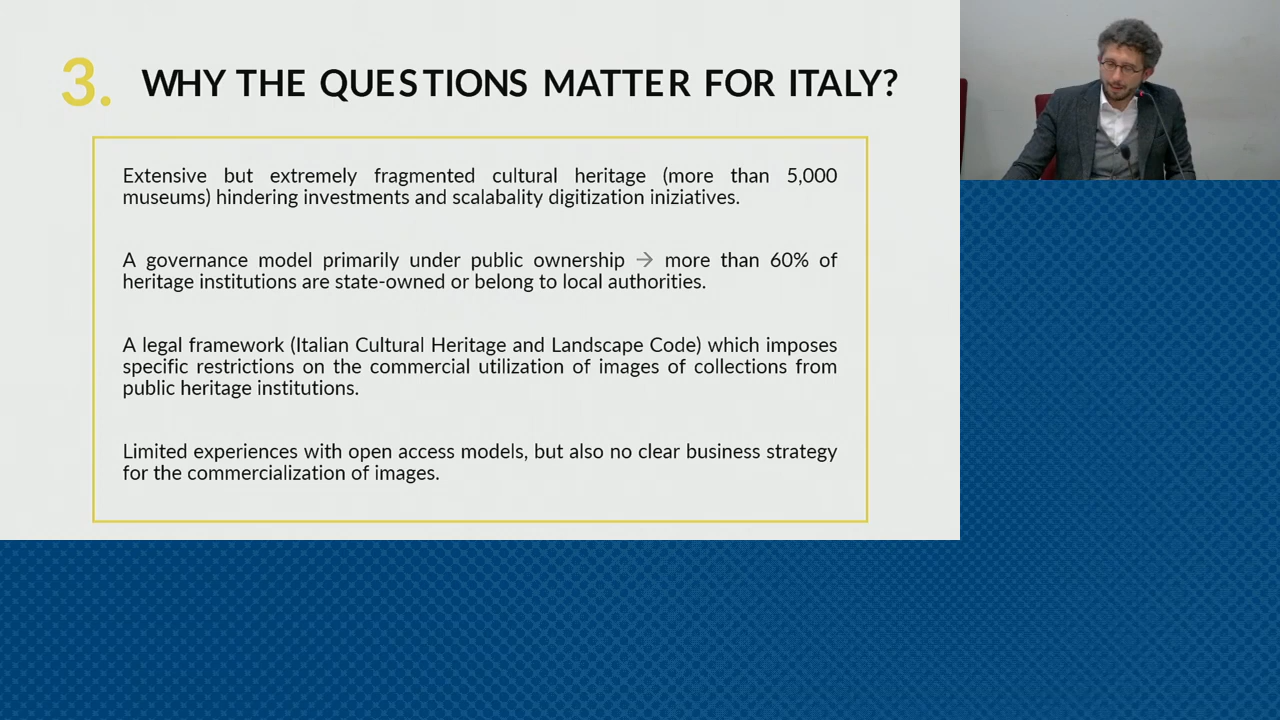 3. WHY THE QUESTIONS MATTER FOR ITALY?
Extensive but extremely fragmented cultural heritage (more than 5,000
museums) hindering investments and scalabality digitization iniziatives.
A governance model primarily under public ownership → more than 60% of
heritage institutions are state-owned or belong to local authorities.
A legal framework (Italian Cultural Heritage and Landscape Code) which imposes
specific restrictions on the commercial utilization of images of collections from
public heritage institutions.
Limited experiences with open access models, but also no clear business strategy
for the commercialization of images.